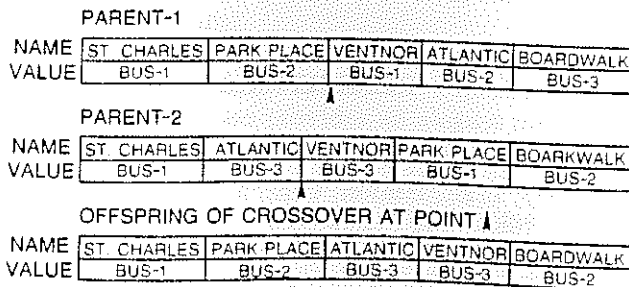 PARENT-1
NAME ST. CHARLES PARK PLACE VENTNOR ATLANTIC BOARDWALK
VALUE BUS-1 BUS-2 BUS-1 BUS-2 BUS-3
PARENT-2
NAME ST. CHARLES ATLANTIC VENTNOR PARK PLACE BOARKWALK
VALUE BUS-1 BUS-3 BUS-3 BUS-1 BUS-2
OFFSPRING OF CROSSOVER AT POINT
NAME ST. CHARLES PARK PLACE ATLANTIC VENTNOR BOARDWALK
VALUE BUS-1 BUS-2 BUS-3 BUS-3 BUS-2